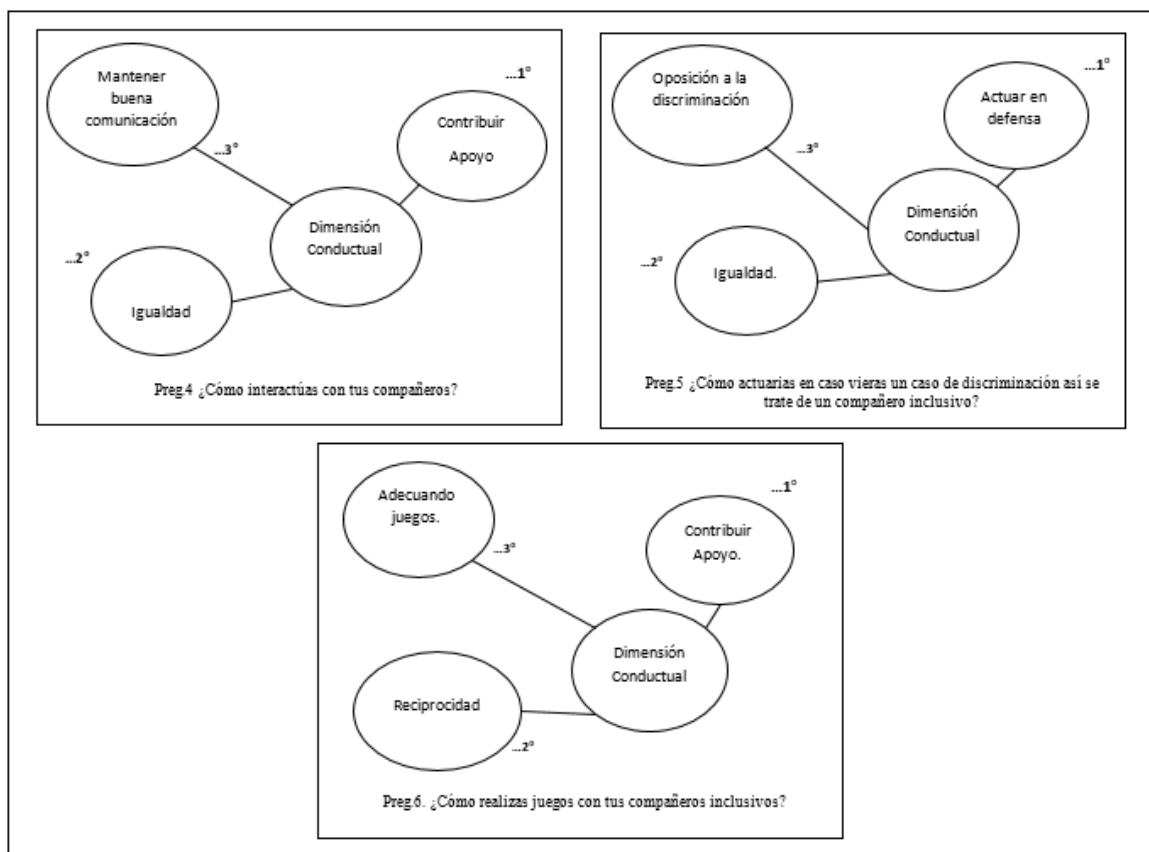 Mantener
buena
comunicación
...3°
...1°
Contribuir
Apoyo
Dimensión
Conductual
...2°
Igualdad
Preg.4 ¿Cómo interactúas con tus compañeros?
Oposición a la
discriminación
...3°
...1°
Actuar en
defensa
Dimensión
Conductual
...2°
Igualdad.
Preg.5 ¿Cómo actuarias en caso vieras un caso de discriminación así se
trate de un compañero inclusivo?
Adecuando
juegos.
...3°
...1°
Contribuir
Apoyo.
Dimensión
Conductual
Reciprocidad
...2°
Preg.6. ¿Cómo realizas juegos con tus compañeros inclusivos?